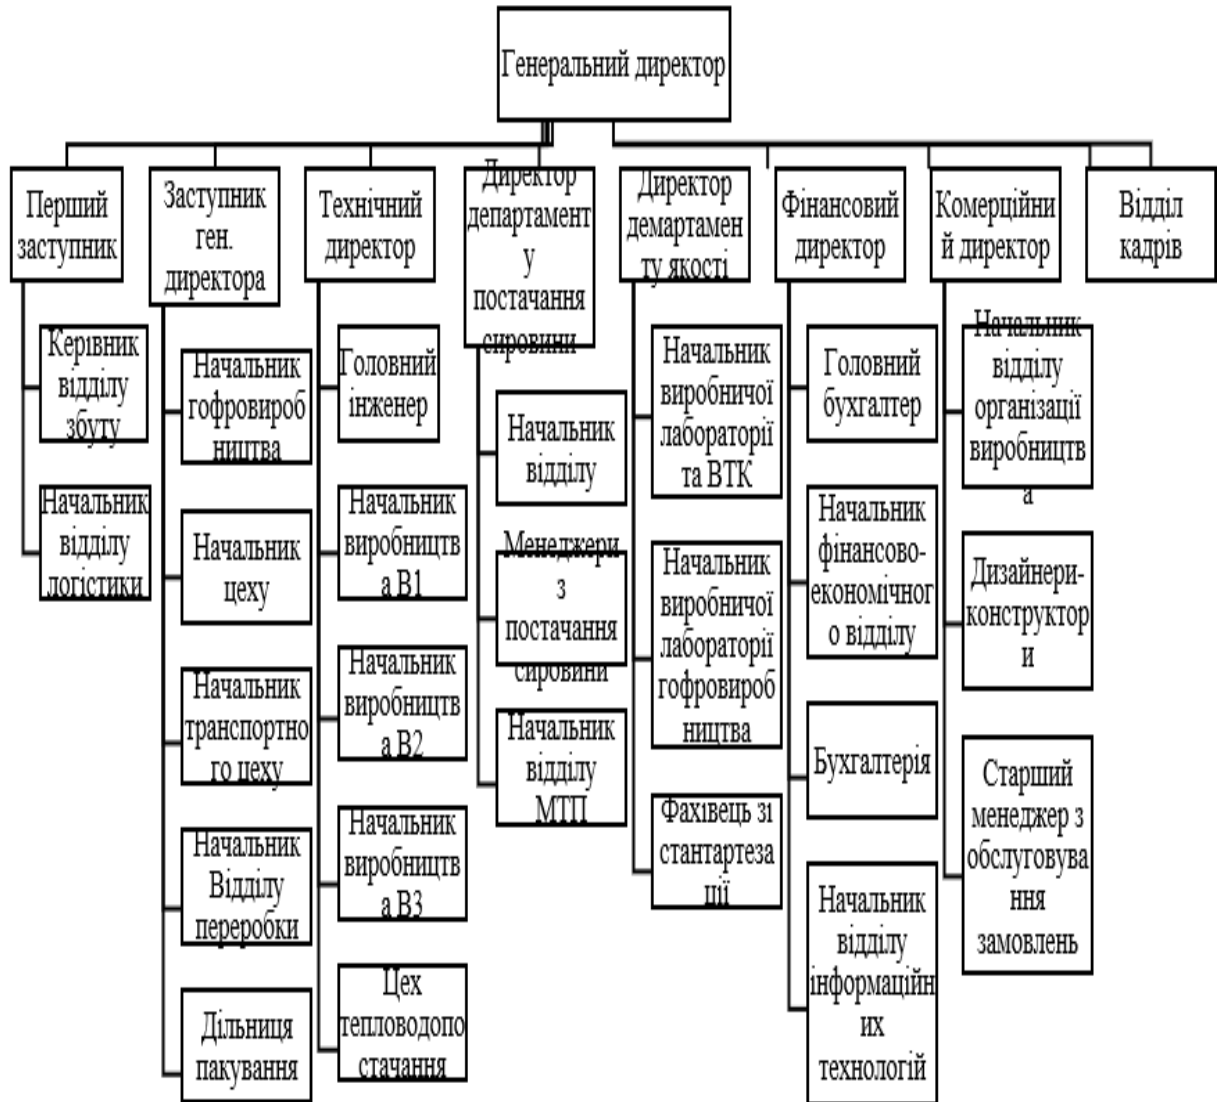 Генеральний директор
Перший
заступник
Керівник
відділу
збуту
Начальник
відділу
логістики
Заступник
ген.
директора
Начальник
гофровироб
ництва
Начальник
цеху
Начальник
транспортно
го цеху
Начальник
Відділу
переробки
Дільниця
пакування
Технічний
директор
Головний
інженер
Начальник
виробництв
а В1
Начальник
виробництв
а В2
Начальник
виробництв
а В3
Цех
тепловодопо
стачання
Директор
департамент
у
постачання
сировини
Начальник
відділу
Менеджери
з
постачання
сировини
Начальник
відділу
МТП
Директор
демартамен
ту якості
Начальник
виробничої
лабораторії
та ВТК
Начальник
виробничої
лабораторії
гофровироб
ництва
Фахівець зі
стантартеза
ції
Фінансовий
директор
Головний
бухгалтер
Начальник
фінансово-
економічног
о відділу
Бухгалтерія
Начальник
відділу
інформаційн
их
технологій
Комерційни
й директор
Начальник
відділу
організації
виробництв
а
Дизайнери-
конструктор
и
Старший
менеджер з
обслуговува
ння
замовлень
Відділ
кадрів